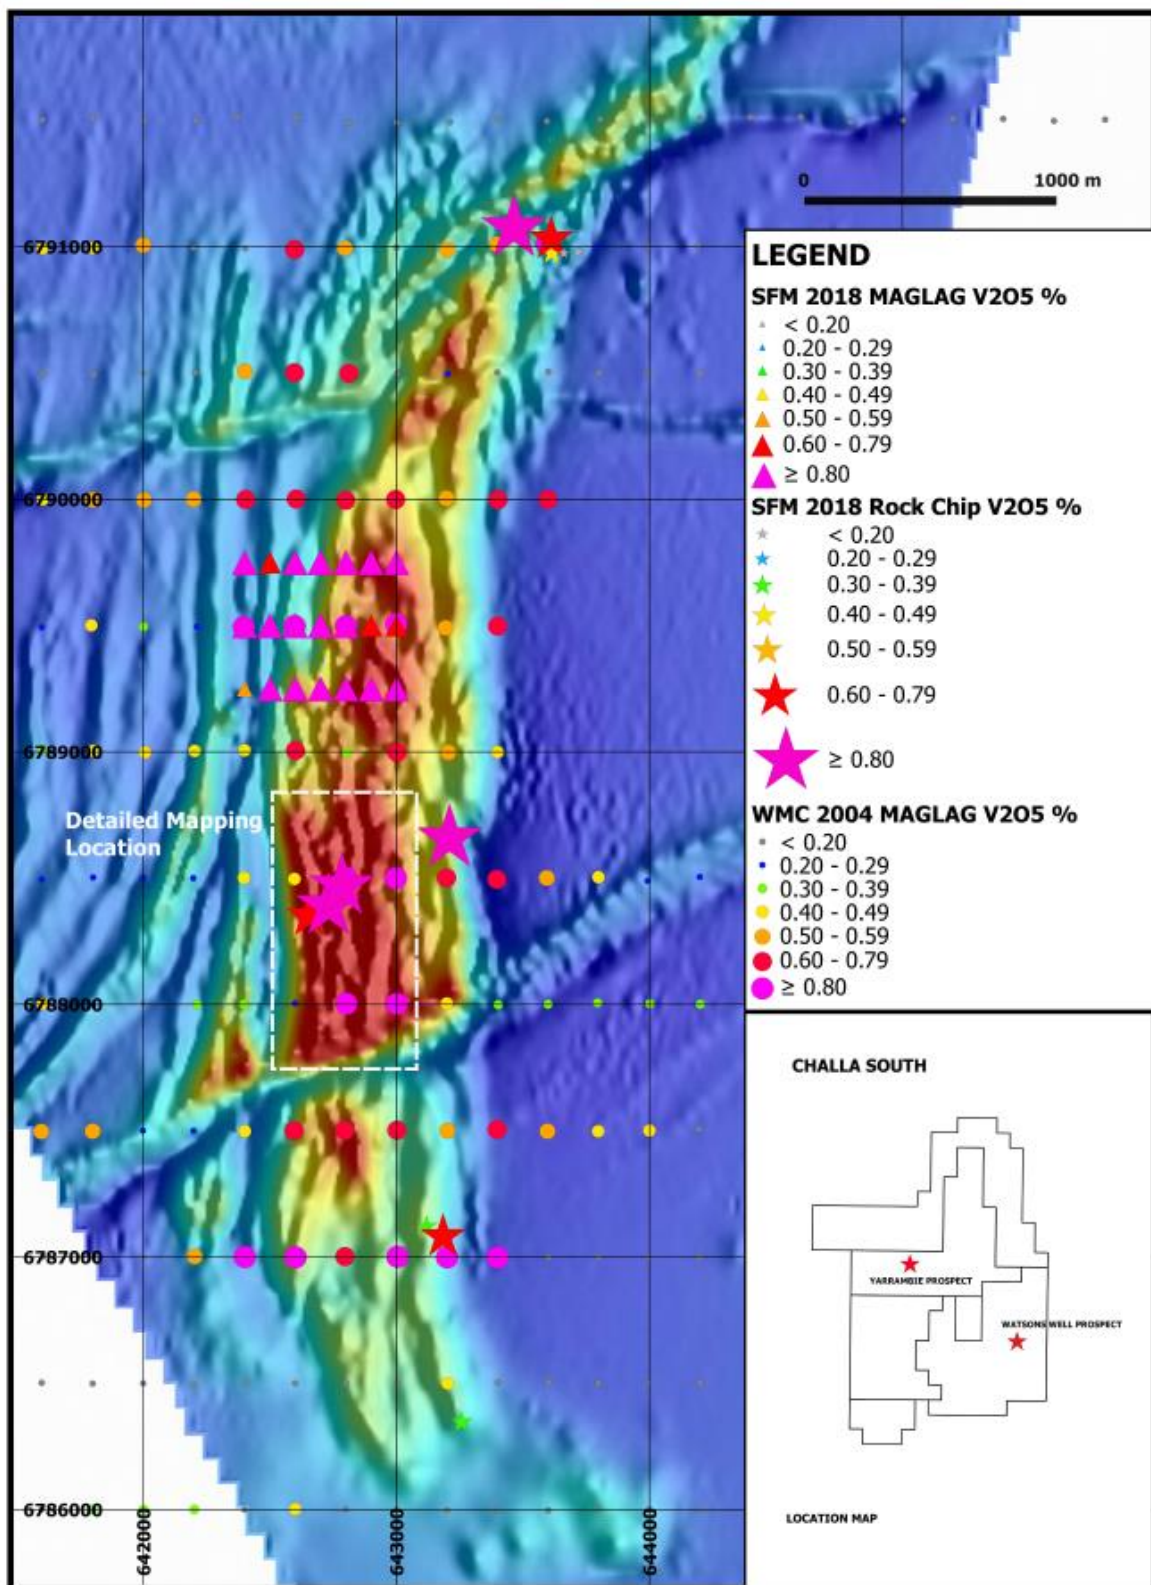 0 1000 m
6791000
6790000
6789000
6788000
6787000
6786000
642000
643000
644000
Detailed Mapping
Location
LEGEND
SFM 2018 MAGLAG V2O5 %
< 0.20
0.20 - 0.29
0.30 - 0.39
0.40 - 0.49
0.50 - 0.59
0.60 - 0.79
≥ 0.80
SFM 2018 Rock Chip V2O5 %
< 0.20
0.20 - 0.29
0.30 - 0.39
0.40 - 0.49
0.50 - 0.59
0.60 - 0.79
≥ 0.80
WMC 2004 MAGLAG V2O5 %
< 0.20
0.20 - 0.29
0.30 - 0.39
0.40 - 0.49
0.50 - 0.59
0.60 - 0.79
≥ 0.80
CHALLA SOUTH
YARRAMBIE PROSPECT
WATSONS WELL PROSPECT
LOCATION MAP